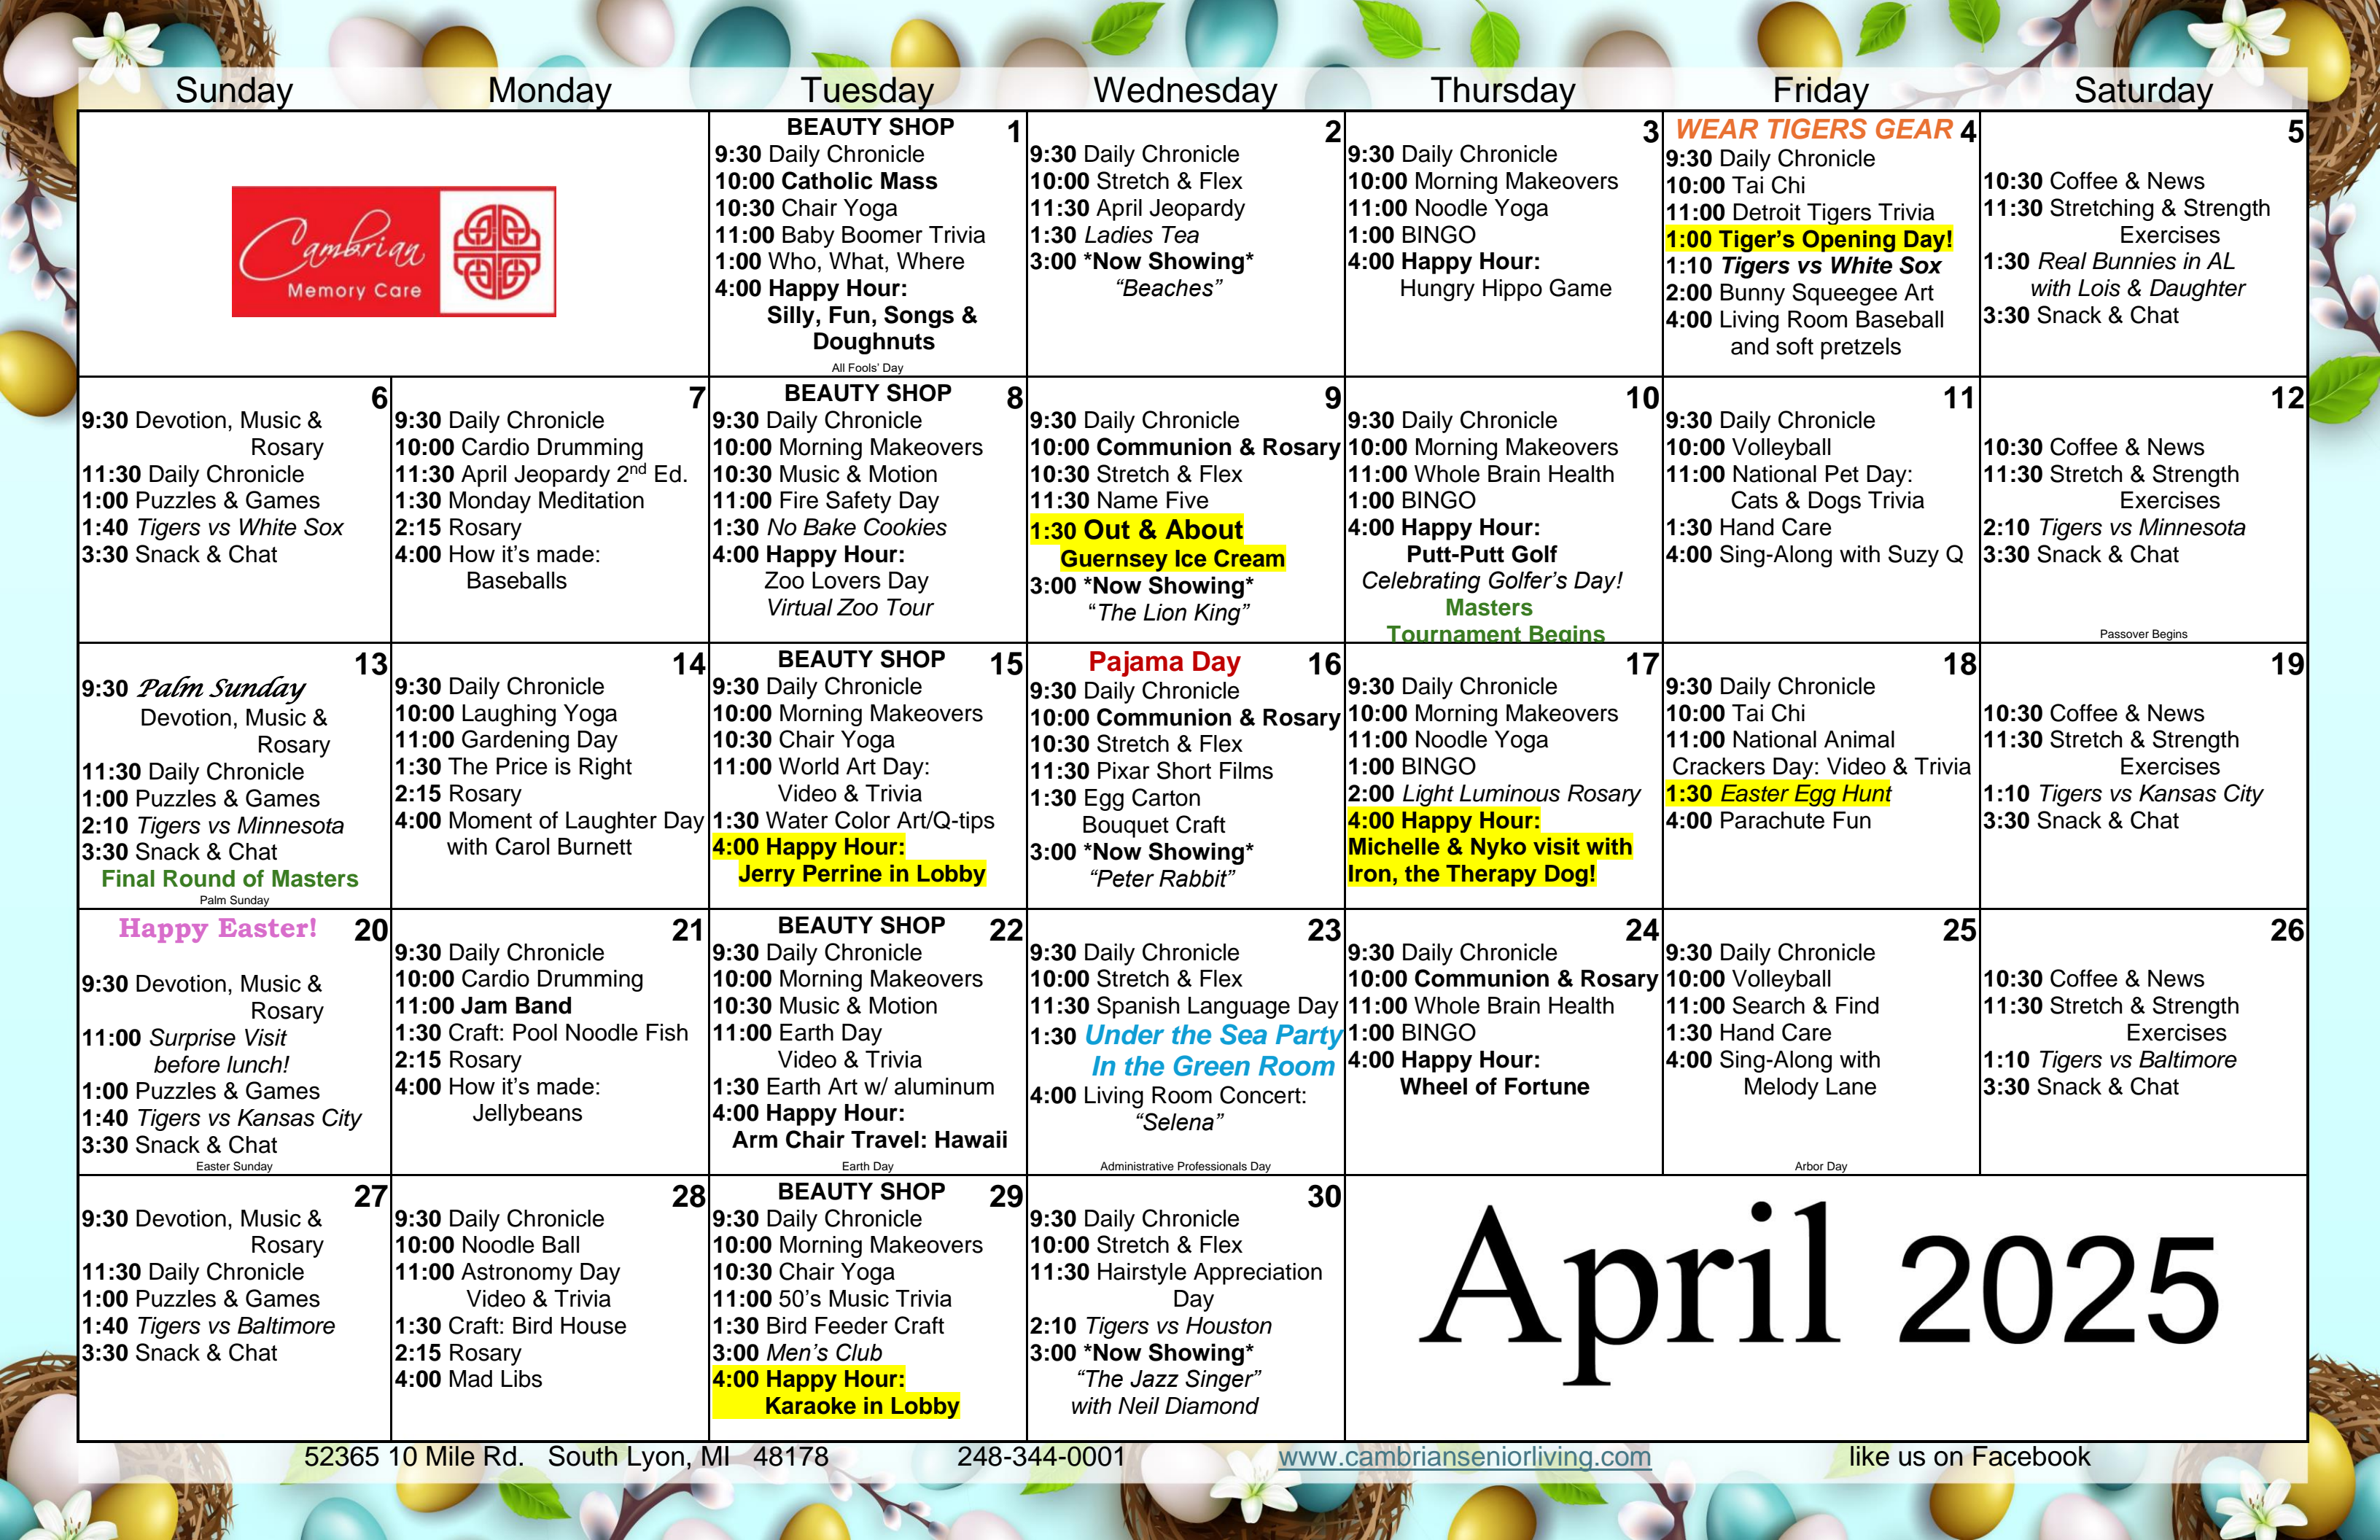 Sunday Monday Tuesday Wednesday Thursday Friday Saturday
Cambrian
Memory Care
BEAUTY SHOP 1
9:30 Daily Chronicle
10:00 Catholic Mass
10:30 Chair Yoga
11:00 Baby Boomer Trivia
1:00 Who, What, Where
4:00 Happy Hour:
Silly, Fun, Songs &
Doughnuts
All Fools' Day
2
9:30 Daily Chronicle
10:00 Stretch & Flex
11:30 April Jeopardy
1:30 Ladies Tea
3:00 *Now Showing*
“Beaches”
3
9:30 Daily Chronicle
10:00 Morning Makeovers
11:00 Noodle Yoga
1:00 BINGO
4:00 Happy Hour:
Hungry Hippo Game
WEAR TIGERS GEAR 4
9:30 Daily Chronicle
10:00 Tai Chi
11:00 Detroit Tigers Trivia
1:00 Tiger’s Opening Day!
1:10 Tigers vs White Sox
2:00 Bunny Squeegee Art
4:00 Living Room Baseball
and soft pretzels
5
10:30 Coffee & News
11:30 Stretching & Strength
Exercises
1:30 Real Bunnies in AL
with Lois & Daughter
3:30 Snack & Chat
6
9:30 Devotion, Music &
Rosary
11:30 Daily Chronicle
1:00 Puzzles & Games
1:40 Tigers vs White Sox
3:30 Snack & Chat
7
9:30 Daily Chronicle
10:00 Cardio Drumming
11:30 April Jeopardy 2nd Ed.
1:30 Monday Meditation
2:15 Rosary
4:00 How it’s made:
Baseballs
BEAUTY SHOP 8
9:30 Daily Chronicle
10:00 Morning Makeovers
10:30 Music & Motion
11:00 Fire Safety Day
1:30 No Bake Cookies
4:00 Happy Hour:
Zoo Lovers Day
Virtual Zoo Tour
9
9:30 Daily Chronicle
10:00 Communion & Rosary
10:30 Stretch & Flex
11:30 Name Five
1:30 Out & About
Guernsey Ice Cream
3:00 *Now Showing*
“The Lion King”
10
9:30 Daily Chronicle
10:00 Morning Makeovers
11:00 Whole Brain Health
1:00 BINGO
4:00 Happy Hour:
Putt-Putt Golf
Celebrating Golfer’s Day!
Masters
Tournament Begins
11
9:30 Daily Chronicle
10:00 Volleyball
11:00 National Pet Day:
Cats & Dogs Trivia
1:30 Hand Care
4:00 Sing-Along with Suzy Q
12
10:30 Coffee & News
11:30 Stretch & Strength
Exercises
2:10 Tigers vs Minnesota
3:30 Snack & Chat
Passover Begins
13
9:30 Palm Sunday
Devotion, Music &
Rosary
11:30 Daily Chronicle
1:00 Puzzles & Games
2:10 Tigers vs Minnesota
3:30 Snack & Chat
Final Round of Masters
Palm Sunday
14
9:30 Daily Chronicle
10:00 Laughing Yoga
11:00 Gardening Day
1:30 The Price is Right
2:15 Rosary
4:00 Moment of Laughter Day
with Carol Burnett
BEAUTY SHOP 15
9:30 Daily Chronicle
10:00 Morning Makeovers
10:30 Chair Yoga
11:00 World Art Day:
Video & Trivia
1:30 Water Color Art/Q-tips
4:00 Happy Hour:
Jerry Perrine in Lobby
Pajama Day 16
9:30 Daily Chronicle
10:00 Communion & Rosary
10:30 Stretch & Flex
11:30 Pixar Short Films
1:30 Egg Carton
Bouquet Craft
3:00 *Now Showing*
“Peter Rabbit”
17
9:30 Daily Chronicle
10:00 Morning Makeovers
11:00 Noodle Yoga
1:00 BINGO
2:00 Light Luminous Rosary
4:00 Happy Hour:
Michelle & Nyko visit with
Iron, the Therapy Dog!
18
9:30 Daily Chronicle
10:00 Tai Chi
11:00 National Animal
Crackers Day: Video & Trivia
1:30 Easter Egg Hunt
4:00 Parachute Fun
19
10:30 Coffee & News
11:30 Stretch & Strength
Exercises
1:10 Tigers vs Kansas City
3:30 Snack & Chat
Happy Easter! 20
9:30 Devotion, Music &
Rosary
11:00 Surprise Visit
before lunch!
1:00 Puzzles & Games
1:40 Tigers vs Kansas City
3:30 Snack & Chat
Easter Sunday
21
9:30 Daily Chronicle
10:00 Cardio Drumming
11:00 Jam Band
1:30 Craft: Pool Noodle Fish
2:15 Rosary
4:00 How it’s made:
Jellybeans
BEAUTY SHOP 22
9:30 Daily Chronicle
10:00 Morning Makeovers
10:30 Music & Motion
11:00 Earth Day
Video & Trivia
1:30 Earth Art w/ aluminum
4:00 Happy Hour:
Arm Chair Travel: Hawaii
Earth Day
23
9:30 Daily Chronicle
10:00 Stretch & Flex
11:30 Spanish Language Day
1:30 Under the Sea Party
In the Green Room
4:00 Living Room Concert:
“Selena”
Administrative Professionals Day
24
9:30 Daily Chronicle
10:00 Communion & Rosary
11:00 Whole Brain Health
1:00 BINGO
4:00 Happy Hour:
Wheel of Fortune
25
9:30 Daily Chronicle
10:00 Volleyball
11:00 Search & Find
1:30 Hand Care
4:00 Sing-Along with
Melody Lane
Arbor Day
26
10:30 Coffee & News
11:30 Stretch & Strength
Exercises
1:10 Tigers vs Baltimore
3:30 Snack & Chat
27
9:30 Devotion, Music &
Rosary
11:30 Daily Chronicle
1:00 Puzzles & Games
1:40 Tigers vs Baltimore
3:30 Snack & Chat
28
9:30 Daily Chronicle
10:00 Noodle Ball
11:00 Astronomy Day
Video & Trivia
1:30 Craft: Bird House
2:15 Rosary
4:00 Mad Libs
BEAUTY SHOP 29
9:30 Daily Chronicle
10:00 Morning Makeovers
10:30 Chair Yoga
11:00 50’s Music Trivia
1:30 Bird Feeder Craft
3:00 Men’s Club
4:00 Happy Hour:
Karaoke in Lobby
30
9:30 Daily Chronicle
10:00 Stretch & Flex
11:30 Hairstyle Appreciation
Day
2:10 Tigers vs Houston
3:00 *Now Showing*
“The Jazz Singer”
with Neil Diamond
April 2025
52365 10 Mile Rd. South Lyon, MI 48178 248-344-0001 www.cambrianseniorliving.com like us on Facebook